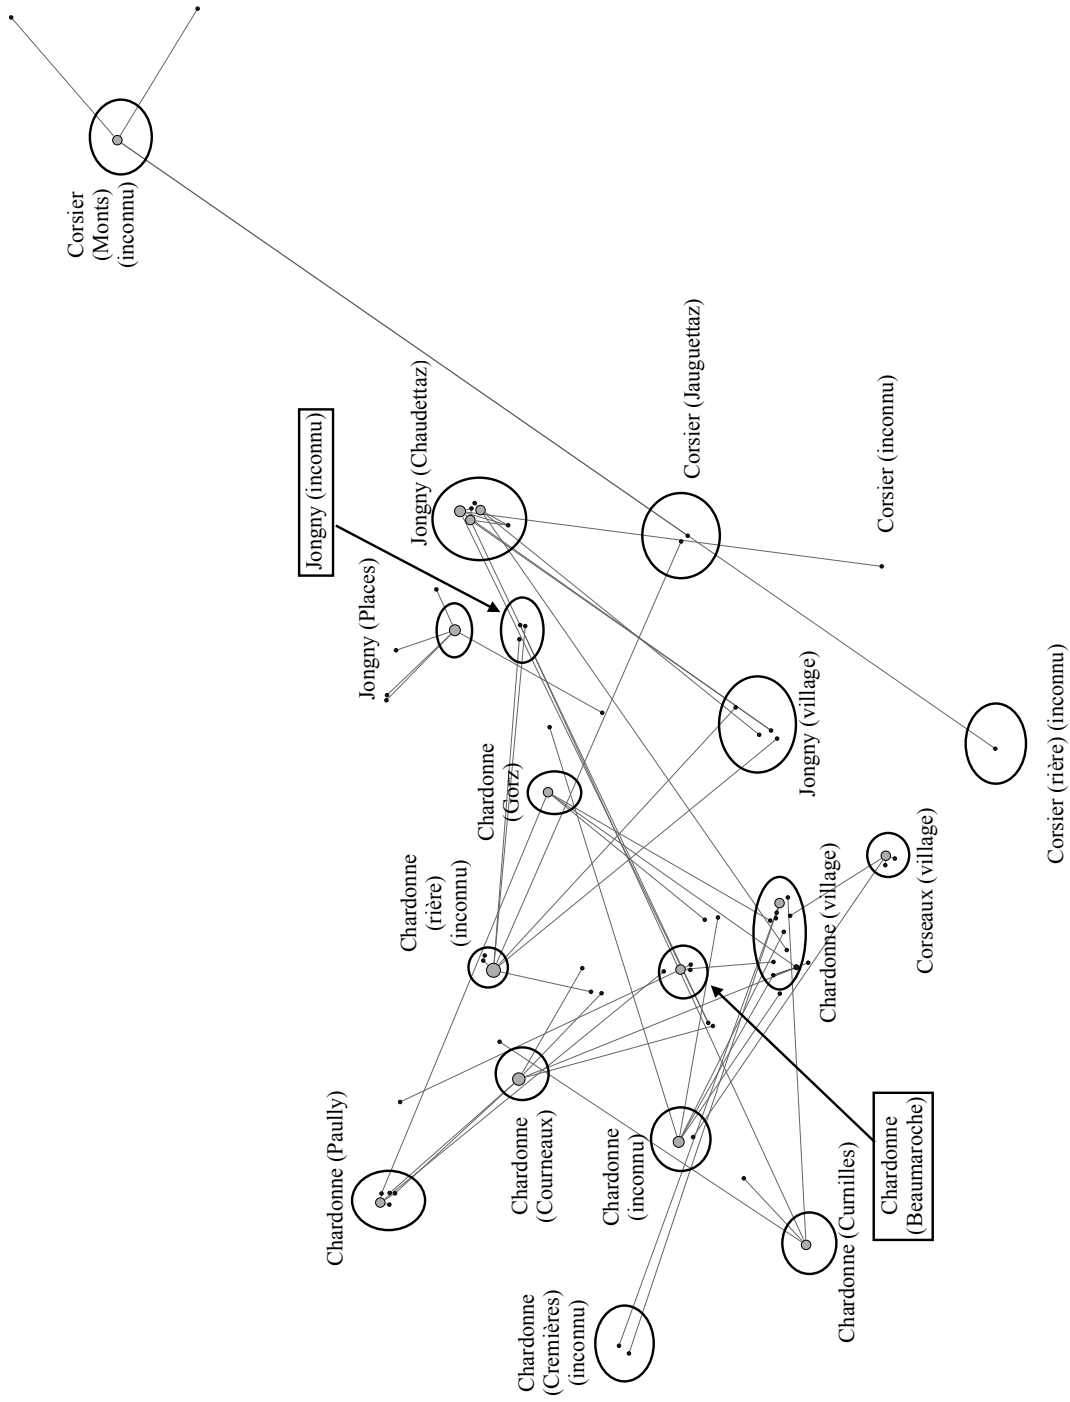 Corsier
(Monts)
(inconnu)
Jongny (inconnu)
Jongny (Chaudettaz)
Corsier (Jauguettaz)
Corsier (inconnu)
Jongny (Places)
Jongny (village)
Corsier (rière) (inconnu)
Chardonne
(Gorz)
Chardonne
(rière)
(inconnu)
Chardonne (village)
Corseaux (village)
Chardonne (Paully)
Chardonne
(Courneaux)
Chardonne
(inconnu)
Chardonne (Curnilles)
Chardonne
(Beaumaroche)
Chardonne
(Cremières)
(inconnu)